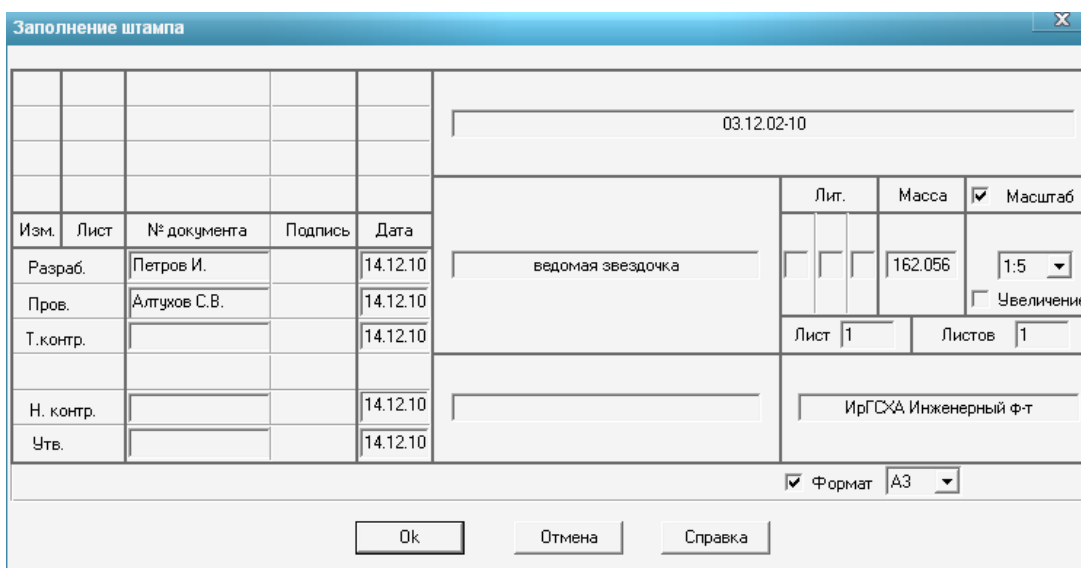 Заполнение штампа
03.12.02-10
Лит. Масса Масштаб
Изм. Лист № документа Подпись Дата
Разраб. Петров И. 14.12.10 ведомая звездочка 162.056 1:5
Пров. Алтухов С.В. 14.12.10 Увеличение
Т.контр. 14.12.10 Лист 1 Листов 1
Н. контр. 14.12.10 ИрГСХА Инженерный ф-т
Утв. 14.12.10
Формат A3
Ok Отмена Справка